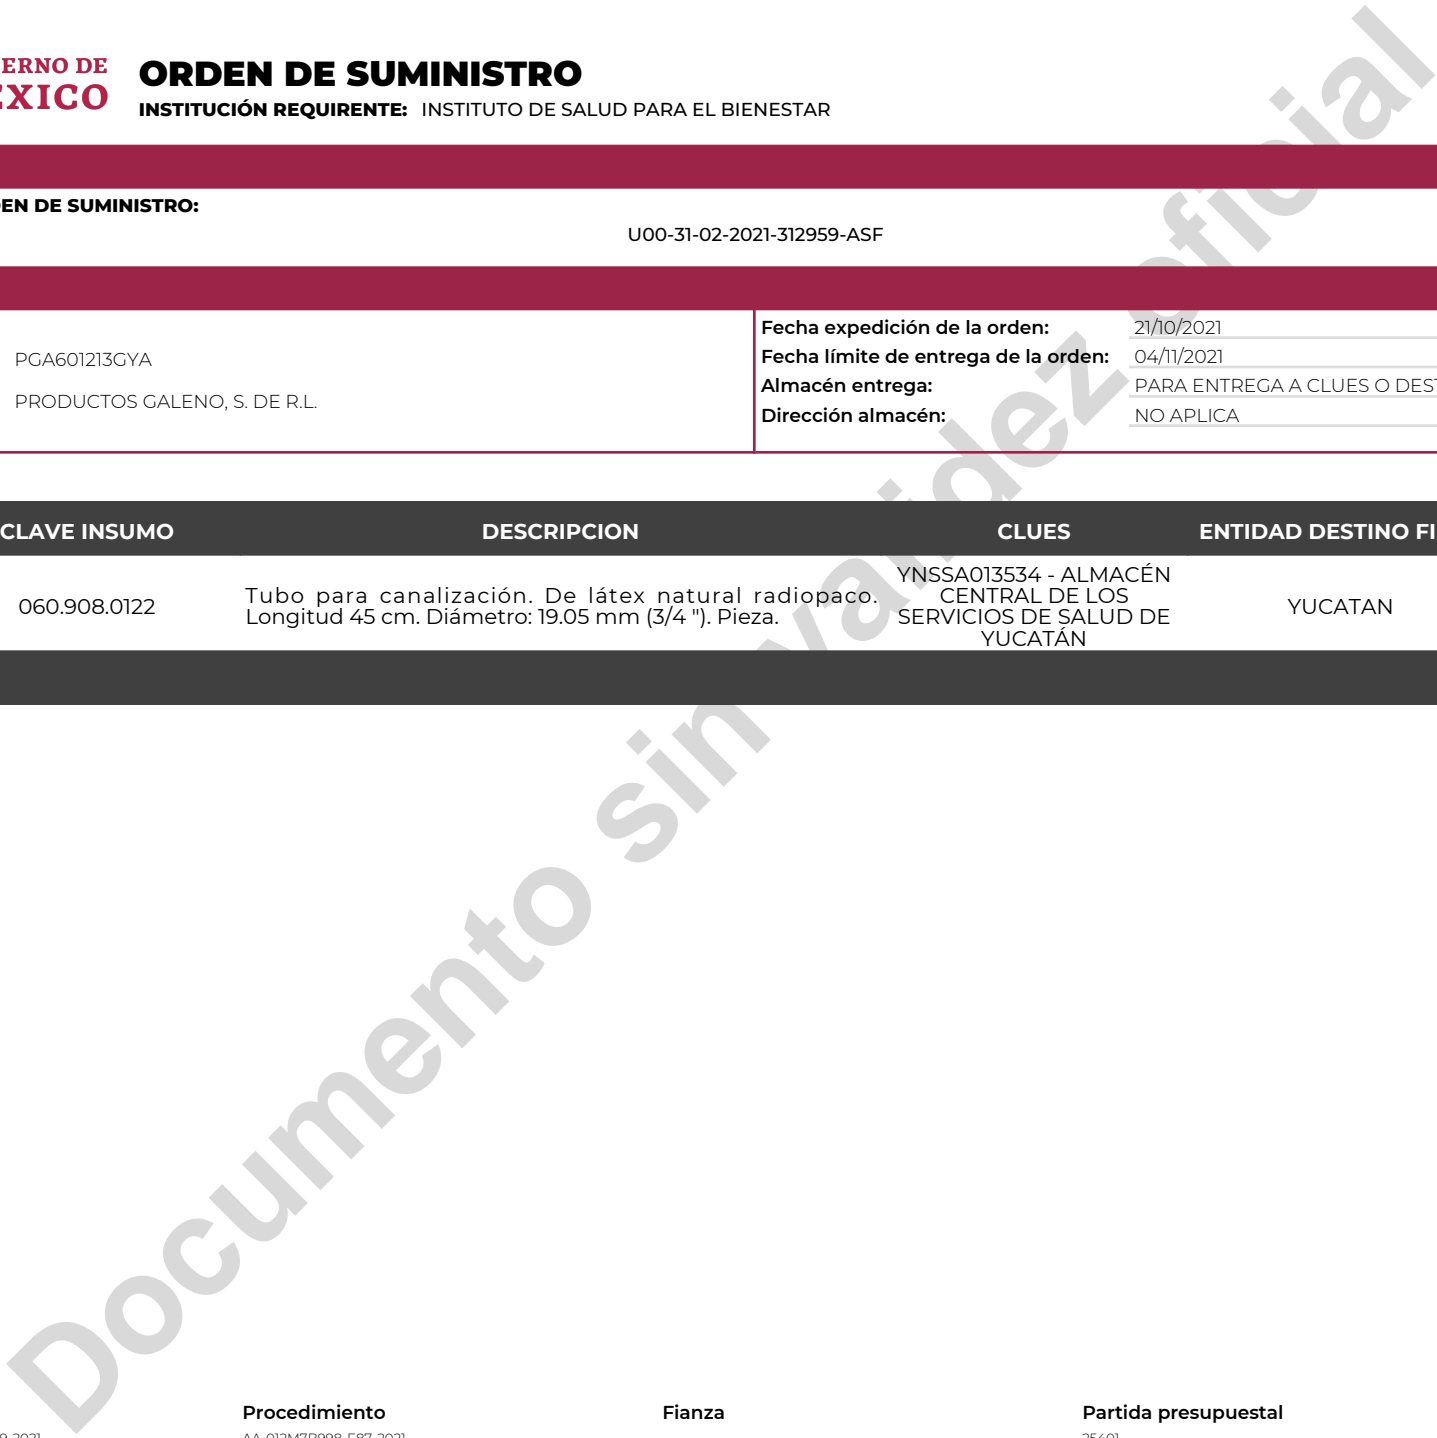 ERNO DE
EXICO
ORDEN DE SUMINISTRO
INSTITUCIÓN REQUIRENTE: INSTITUTO DE SALUD PARA EL BIENESTAR
EN DE SUMINISTRO:
U00-31-02-2021-312959-ASF
PGA601213GYA
PRODUCTOS GALENO, S. DE R.L.
Fecha expedición de la orden: 21/10/2021
Fecha límite de entrega de la orden: 04/11/2021
Almacén entrega: PARA ENTREGA A CLUES O DEST
Dirección almacén: NO APLICA
CLAVE INSUMO DESCRIPCION CLUES ENTIDAD DESTINO FI
060.908.0122
Tubo para canalización. De látex natural radiopaco.
Longitud 45 cm. Diámetro: 19.05 mm (3/4 "). Pieza.
YNSSA013534 - ALMACÉN
CENTRAL DE LOS
SERVICIOS DE SALUD DE
YUCATÁN
YUCATAN
Documento sin validez oficial
Procedimiento Fianza Partida presupuestal